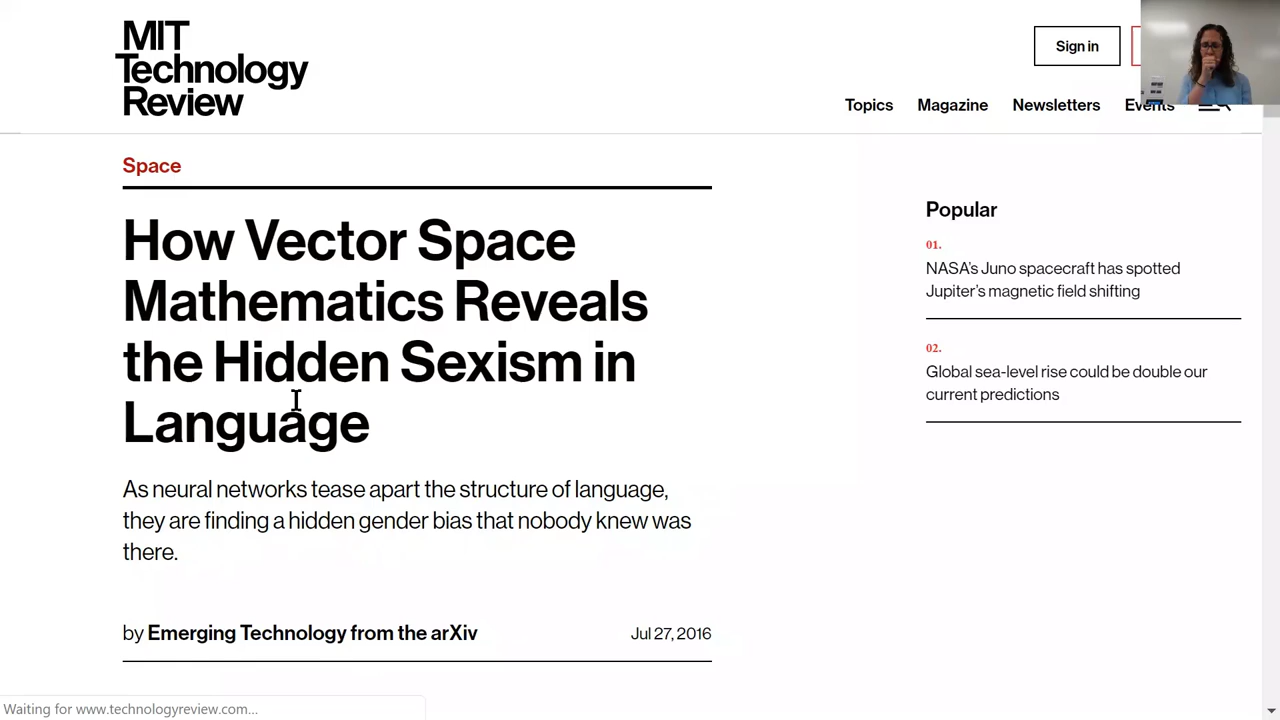 MIT
Technology
Review
Sign in
Topics Magazine Newsletters Events
Space
How Vector Space
Mathematics Reveals
the Hidden Sexism in
Language
As neural networks tease apart the structure of language,
they are finding a hidden gender bias that nobody knew was
there.
by Emerging Technology from the arXiv Jul 27, 2016
Popular
01.
NASA’s Juno spacecraft has spotted
Jupiter’s magnetic field shifting
02.
Global sea-level rise could be double our
current predictions
Waiting for www.technologyreview.com...